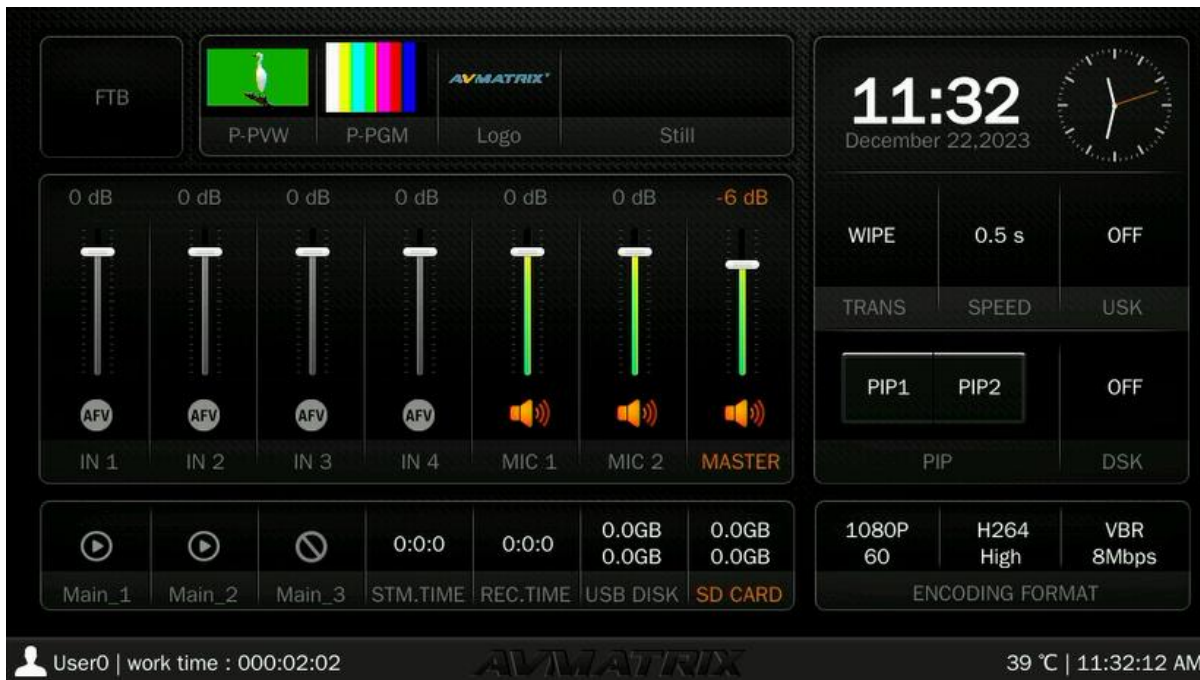 FTB
P-PVW
P-PGM
AVMATRIX®
Logo
Still
11:32
December 22,2023
0 dB 0 dB 0 dB 0 dB 0 dB 0 dB -6 dB
AFV AFV AFV AFV
IN 1 IN 2 IN 3 IN 4 MIC 1 MIC 2 MASTER
WIPE 0.5 s OFF
TRANS SPEED USK
PIP1 PIP2 OFF
PIP DSK
0:0:0 0:0:0 0.0GB 0.0GB
0.0GB 0.0GB
Main_1 Main_2 Main_3 STM.TIME REC.TIME USB DISK SD CARD
1080P H264 VBR
60 High 8Mbps
ENCODING FORMAT
User0 | work time : 000:02:02
AVMATRIX
39 ℃ | 11:32:12 AM